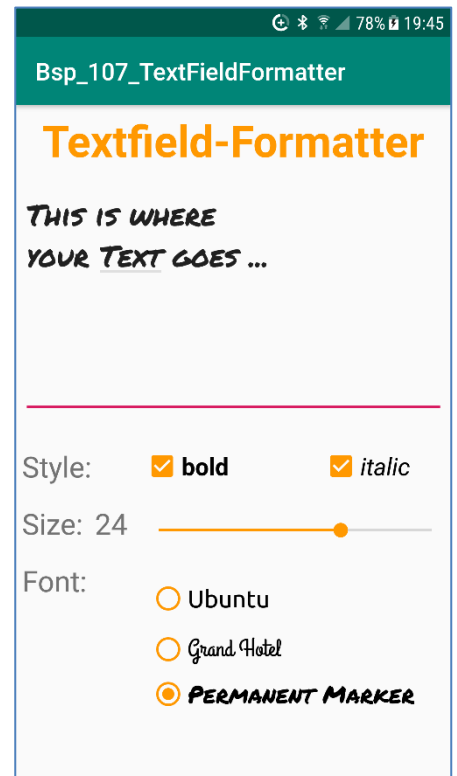 78% 19:45
Bsp_107_TextFieldFormatter
Textfield-Formatter
This is where
your Text goes ...
Style: bold italic
Size: 24
Font:
Ubuntu
Grand Hotel
Permanent Marker